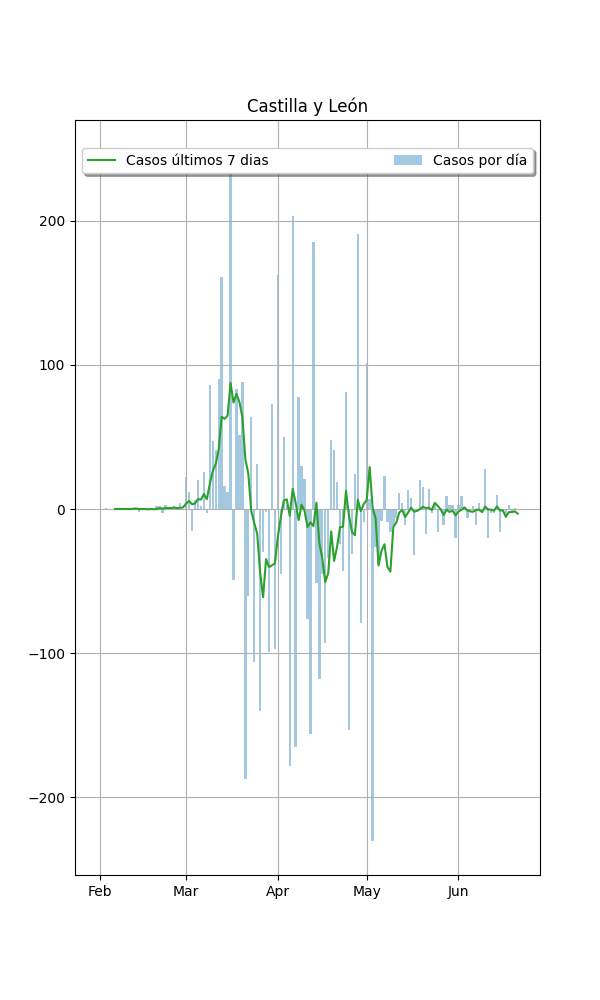 Castilla y León
Casos últimos 7 dias
Casos por día
200
100
0
−100
−200
Feb Mar Apr May Jun